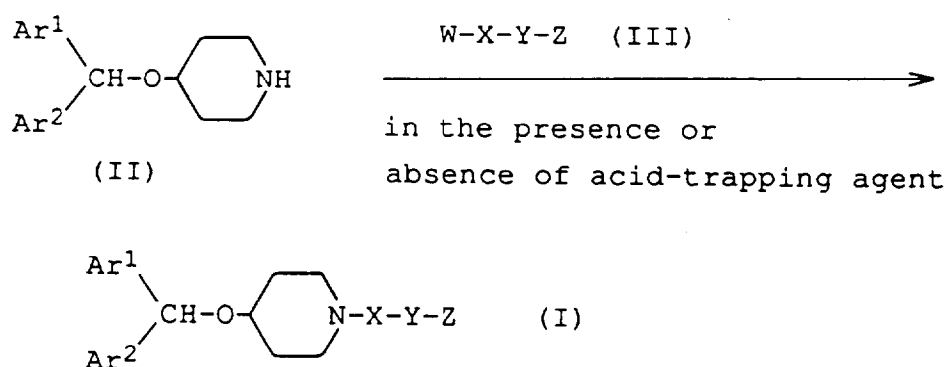 Ar¹
W-X-Y-Z (III)
CH-O- NH
Ar²
in the presence or
(II)
absence of acid-trapping agent
Ar¹
CH-O- N-X-Y-Z (I)
Ar²